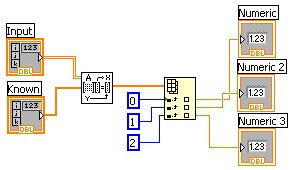 Input
i
j
k
123
DBL
Known
i
j
k
123
DBL
A X
Y
0
1
2
Numeric
1.23
DBL
Numeric 2
1.23
DBL
Numeric 3
1.23
DBL